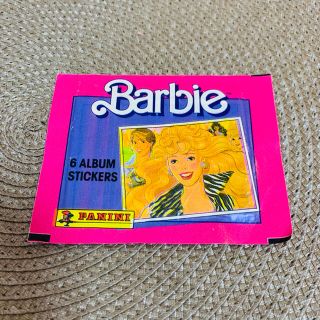 Barbie
6 ALBUM
STICKERS
PANINI